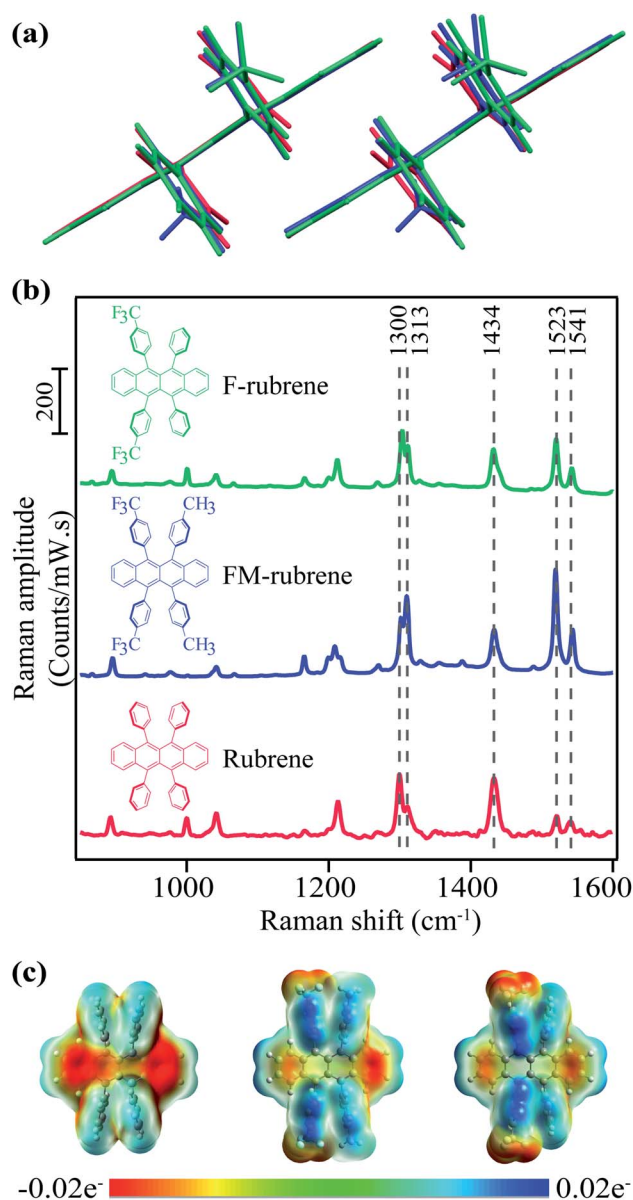 (a)
(b)
1300
1313
1434
1523
1541
F₃C
F-rubrene
F₃C
200
F₃C
CH₃
FM-rubrene
F₃C
CH₃
Rubrene
Raman amplitude
(Counts/mW.s)
1000
1200
1400
1600
Raman shift (cm⁻¹)
(c)
-0.02e⁻
0.02e⁻